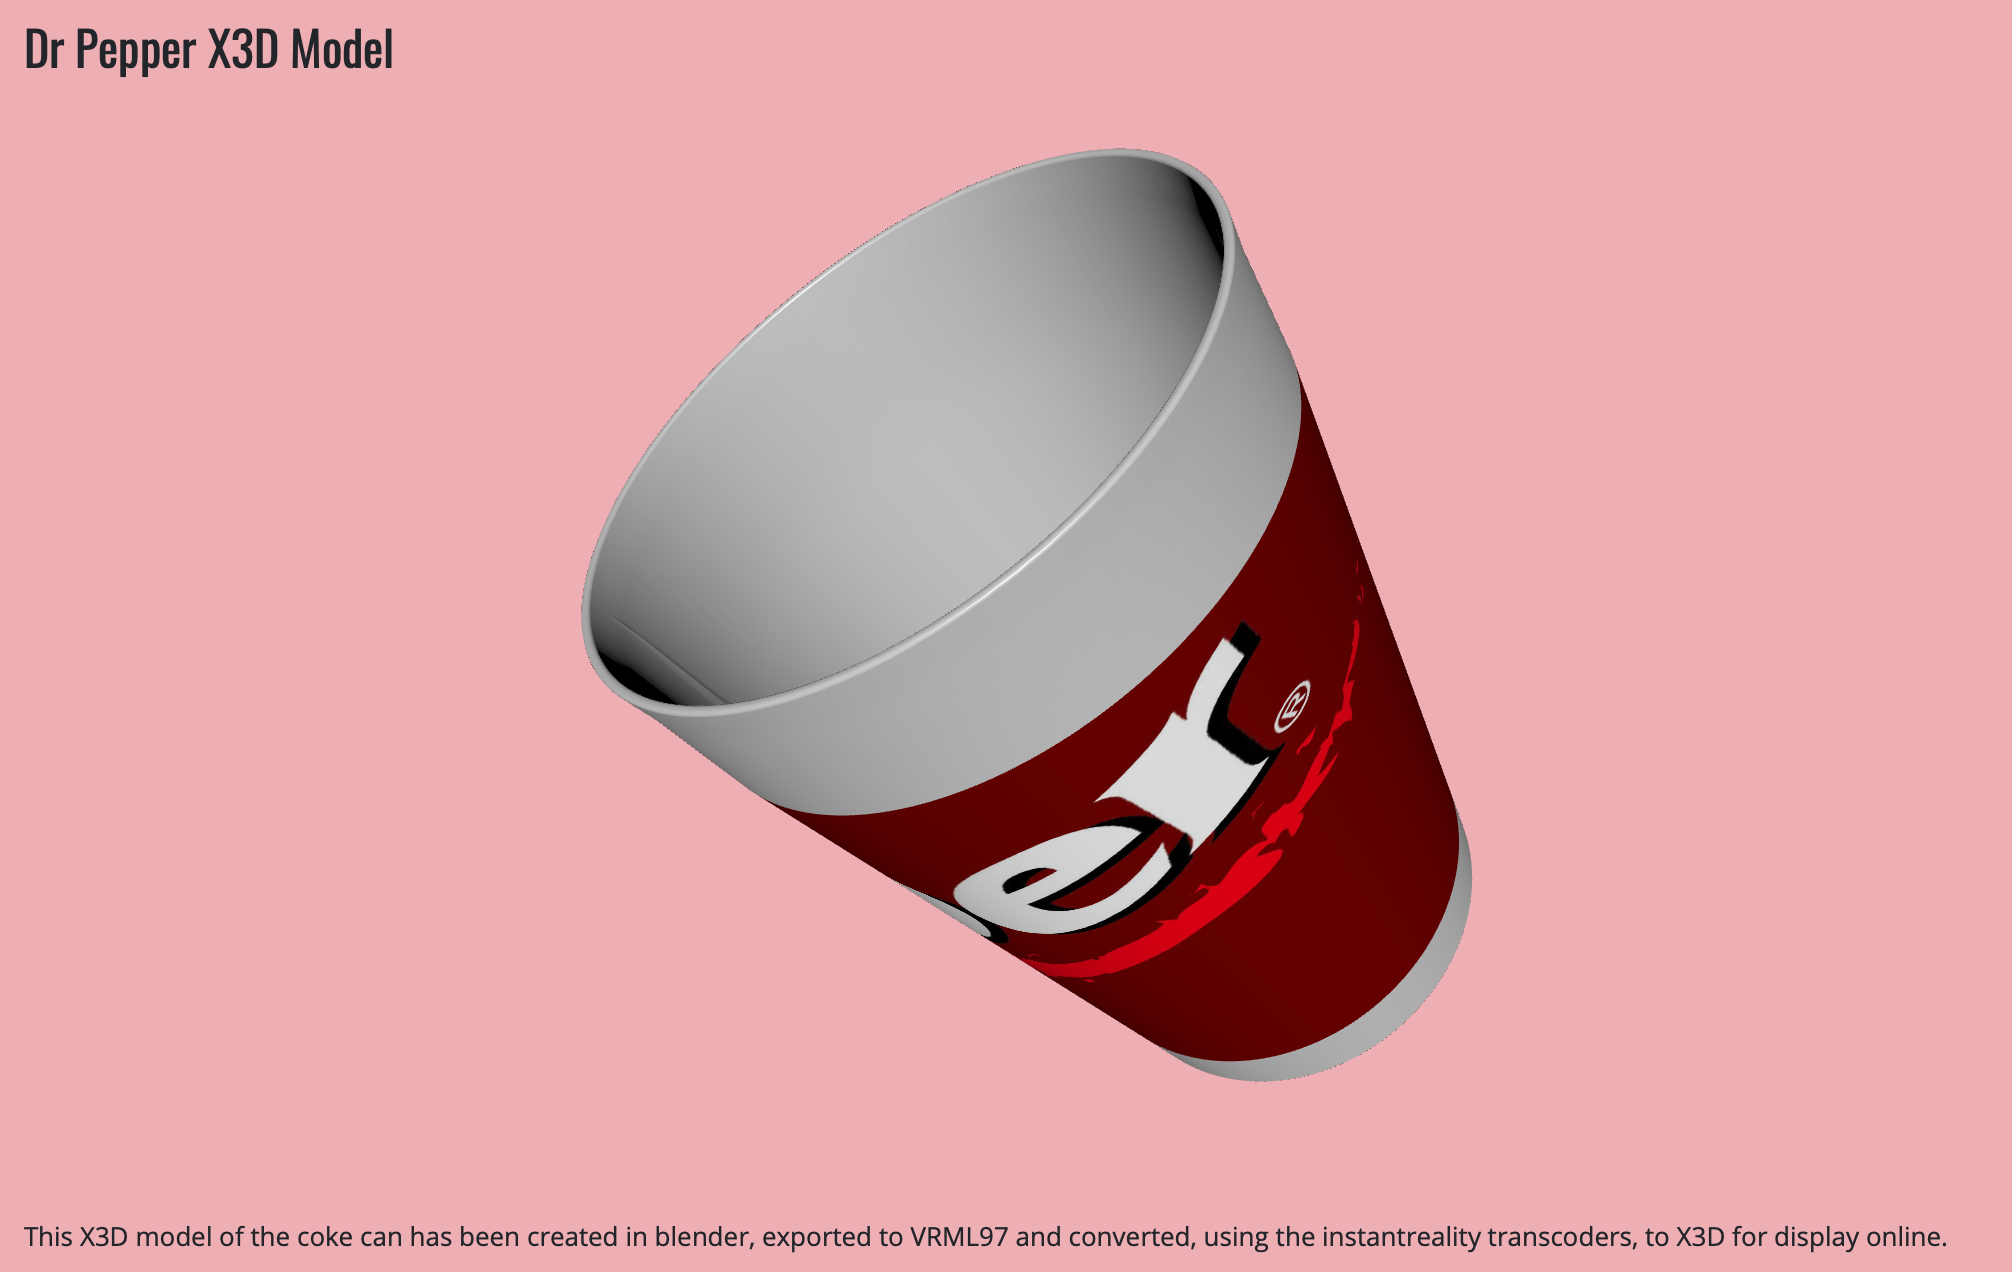 Dr Pepper X3D Model
er®
This X3D model of the coke can has been created in blender, exported to VRML97 and converted, using the instantreality transcoders, to X3D for display online.